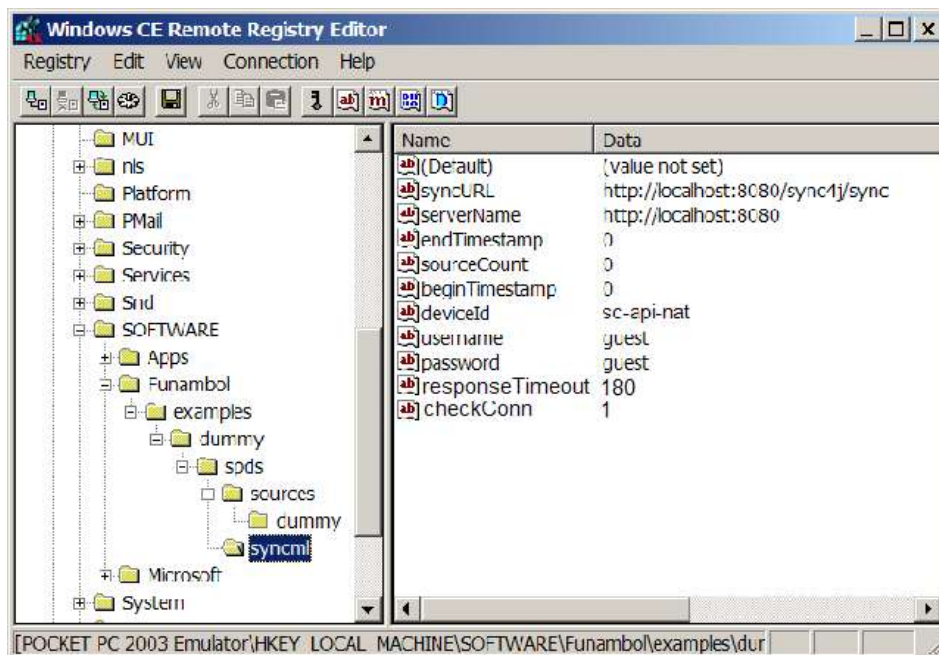 Windows CE Remote Registry Editor
Registry Edit View Connection Help
MUI
nls
Platform
PMail
Security
Services
Snd
SOFTWARE
Apps
Funambol
examples
dummy
spds
sources
dummy
syncml
Microsoft
System
Name Data
(Default) (value not set)
syncURL http://localhost:8080/sync4j/sync
serverName http://localhost:8080
endTimestamp 0
sourceCount 0
beginTimestamp 0
deviceId sc-api-nat
username guest
password guest
responseTimeout 180
checkConn 1
[POCKET PC 2003 Emulator\HKEY_LOCAL_MACHINE\SOFTWARE\Funambol\examples\dur